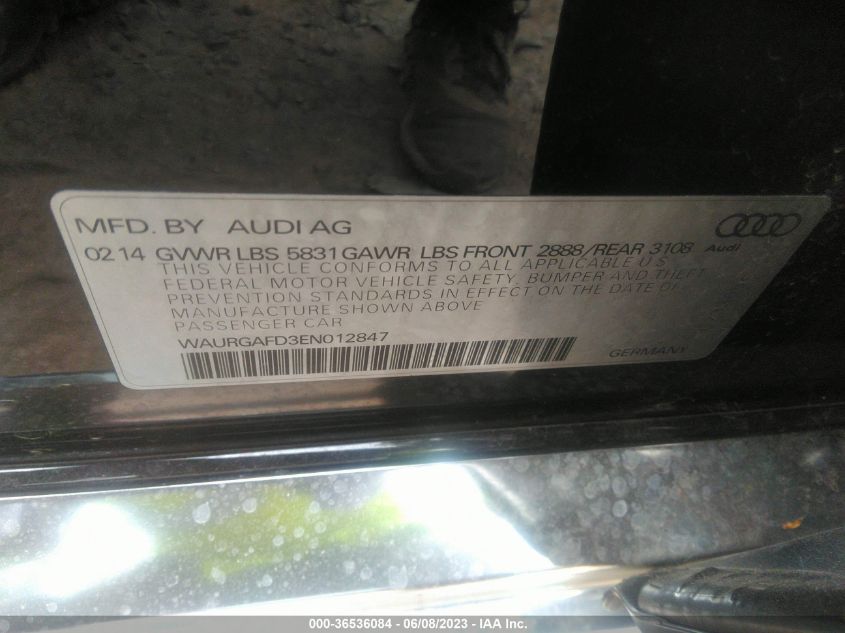 MFD. BY AUDI AG
02 14 GVWR LBS 5831 GAWR LBS FRONT 2888/REAR 3108 Audi
THIS VEHICLE CONFORMS TO ALL APPLICABLE U.S.
FEDERAL MOTOR VEHICLE SAFETY, BUMPER AND THEFT
PREVENTION STANDARDS IN EFFECT ON THE DATE OF
MANUFACTURE SHOWN ABOVE
PASSENGER CAR
WAURGAFD3EN012847
GERMANY
000-36536084 - 06/08/2023 - IAA Inc.